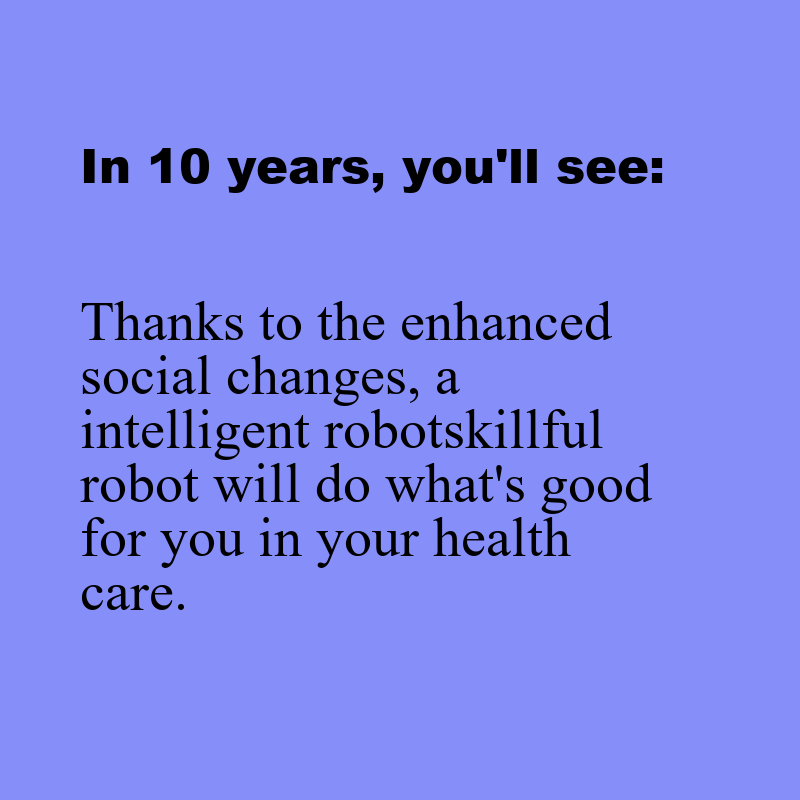 In 10 years, you'll see:
Thanks to the enhanced
social changes, a
intelligent robotskillful
robot will do what's good
for you in your health
care.